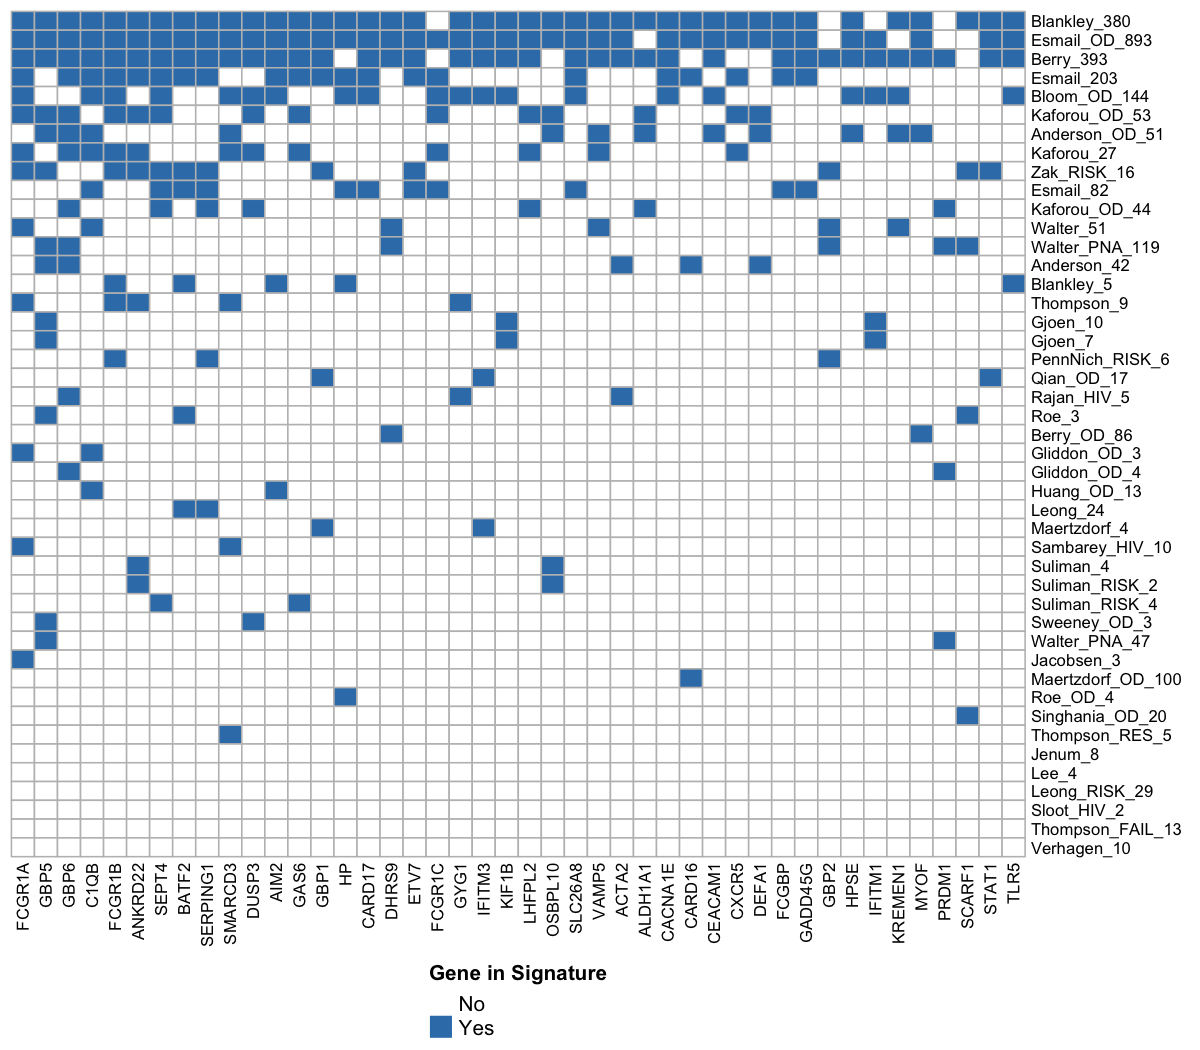 Blankley_380
Esmail_OD_893
Berry_393
Esmail_203
Bloom_OD_144
Kaforou_OD_53
Anderson_OD_51
Kaforou_27
Zak_RISK_16
Esmail_82
Kaforou_OD_44
Walter_51
Walter_PNA_119
Anderson_42
Blankley_5
Thompson_9
Gjoen_10
Gjoen_7
PennNich_RISK_6
Qian_OD_17
Rajan_HIV_5
Roe_3
Berry_OD_86
Gliddon_OD_3
Gliddon_OD_4
Huang_OD_13
Leong_24
Maertzdorf_4
Sambarey_HIV_10
Suliman_4
Suliman_RISK_2
Suliman_RISK_4
Sweeney_OD_3
Walter_PNA_47
Jacobsen_3
Maertzdorf_OD_100
Roe_OD_4
Singhania_OD_20
Thompson_RES_5
Jenum_8
Lee_4
Leong_RISK_29
Sloot_HIV_2
Thompson_FAIL_13
Verhagen_10
FCGR1A
GBP5
GBP6
C1QB
FCGR1B
ANKRD22
SEPT4
BATF2
SERPING1
SMARCD3
DUSP3
AIM2
GAS6
GBP1
HP
CARD17
DHRS9
ETV7
FCGR1C
GYG1
IFITM3
KIF1B
LHFPL2
OSBPL10
SLC26A8
VAMP5
ACTA2
ALDH1A1
CACNA1E
CARD16
CEACAM1
CXCR5
DEFA1
FCGBP
GADD45G
GBP2
HPSE
IFITM1
KREMEN1
MYOF
PRDM1
SCARF1
STAT1
TLR5
Gene in Signature
No
Yes